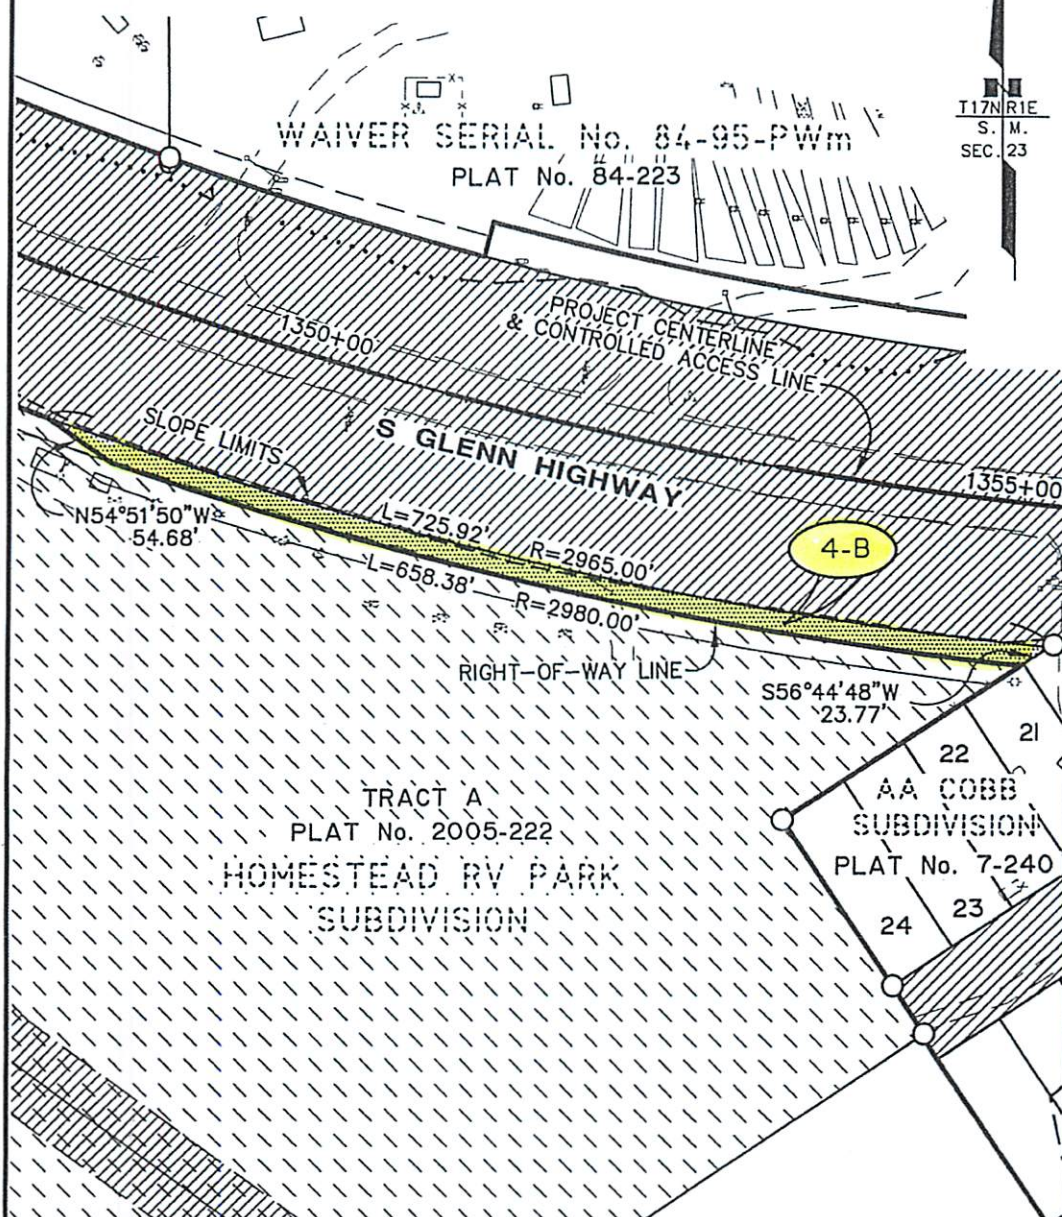 T17N R1E
S. M.
SEC. 23
WAIVER SERIAL No. 84-95-PWm
PLAT No. 84-223
PROJECT CENTERLINE
& CONTROLLED ACCESS LINE
1350+00
1355+00
S GLENN HIGHWAY
SLOPE LIMITS
N54°51'50"W
54.68'
L=725.92'
R=2965.00'
L=658.38'
R=2980.00'
4-B
RIGHT-OF-WAY LINE
S56°44'48"W
23.77'
21
22
AA COBB
SUBDIVISION
PLAT No. 7-240
23
24
TRACT A
PLAT No. 2005-222
HOMESTEAD RV PARK
SUBDIVISION